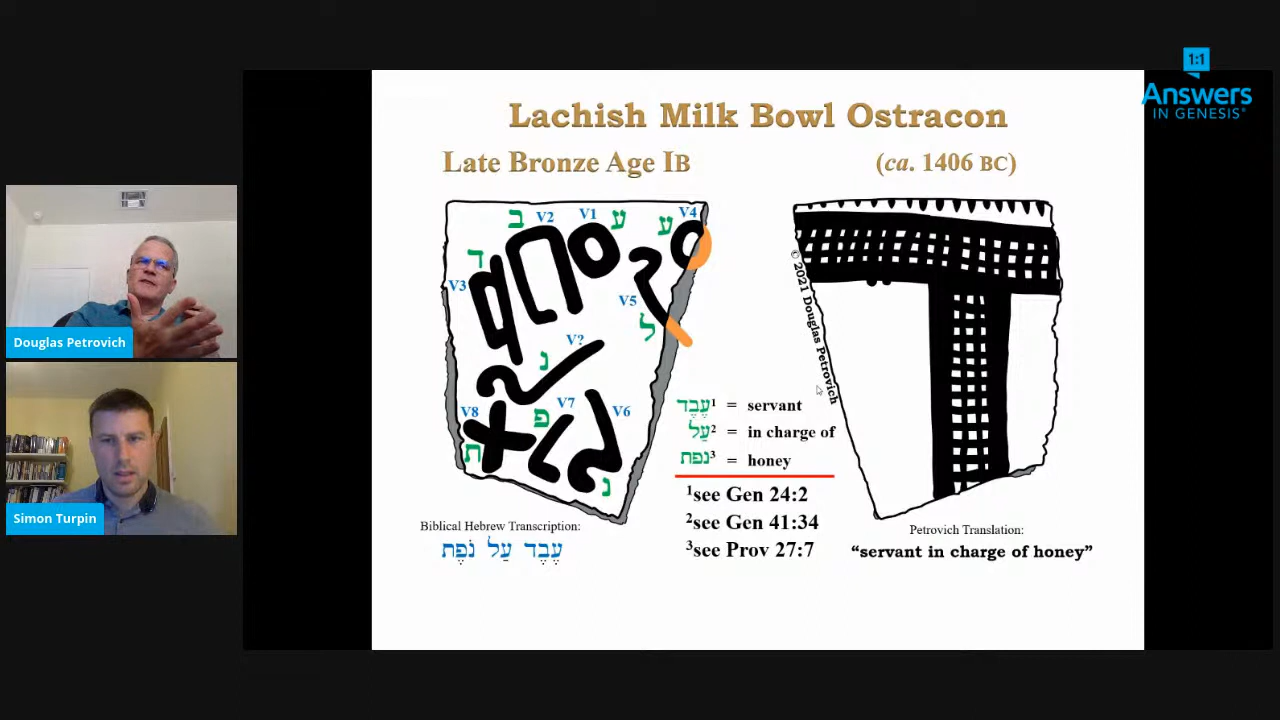 1:1
Answers
IN GENESIS®
Lachish Milk Bowl Ostracon
Late Bronze Age IB
(ca. 1406 BC)
ב V2 V1 ע ע V4
ד
V3
V5
ל
V?
נ
V8 פ V7 V6
ת
נ
© 2021 Douglas Petrovich
עֶבֶד¹ = servant
עַל² = in charge of
נפת³ = honey
¹see Gen 24:2
²see Gen 41:34
³see Prov 27:7
Biblical Hebrew Transcription:
עֶבֶד עַל נֹפֶת
Petrovich Translation:
“servant in charge of honey”
Douglas Petrovich
Simon Turpin